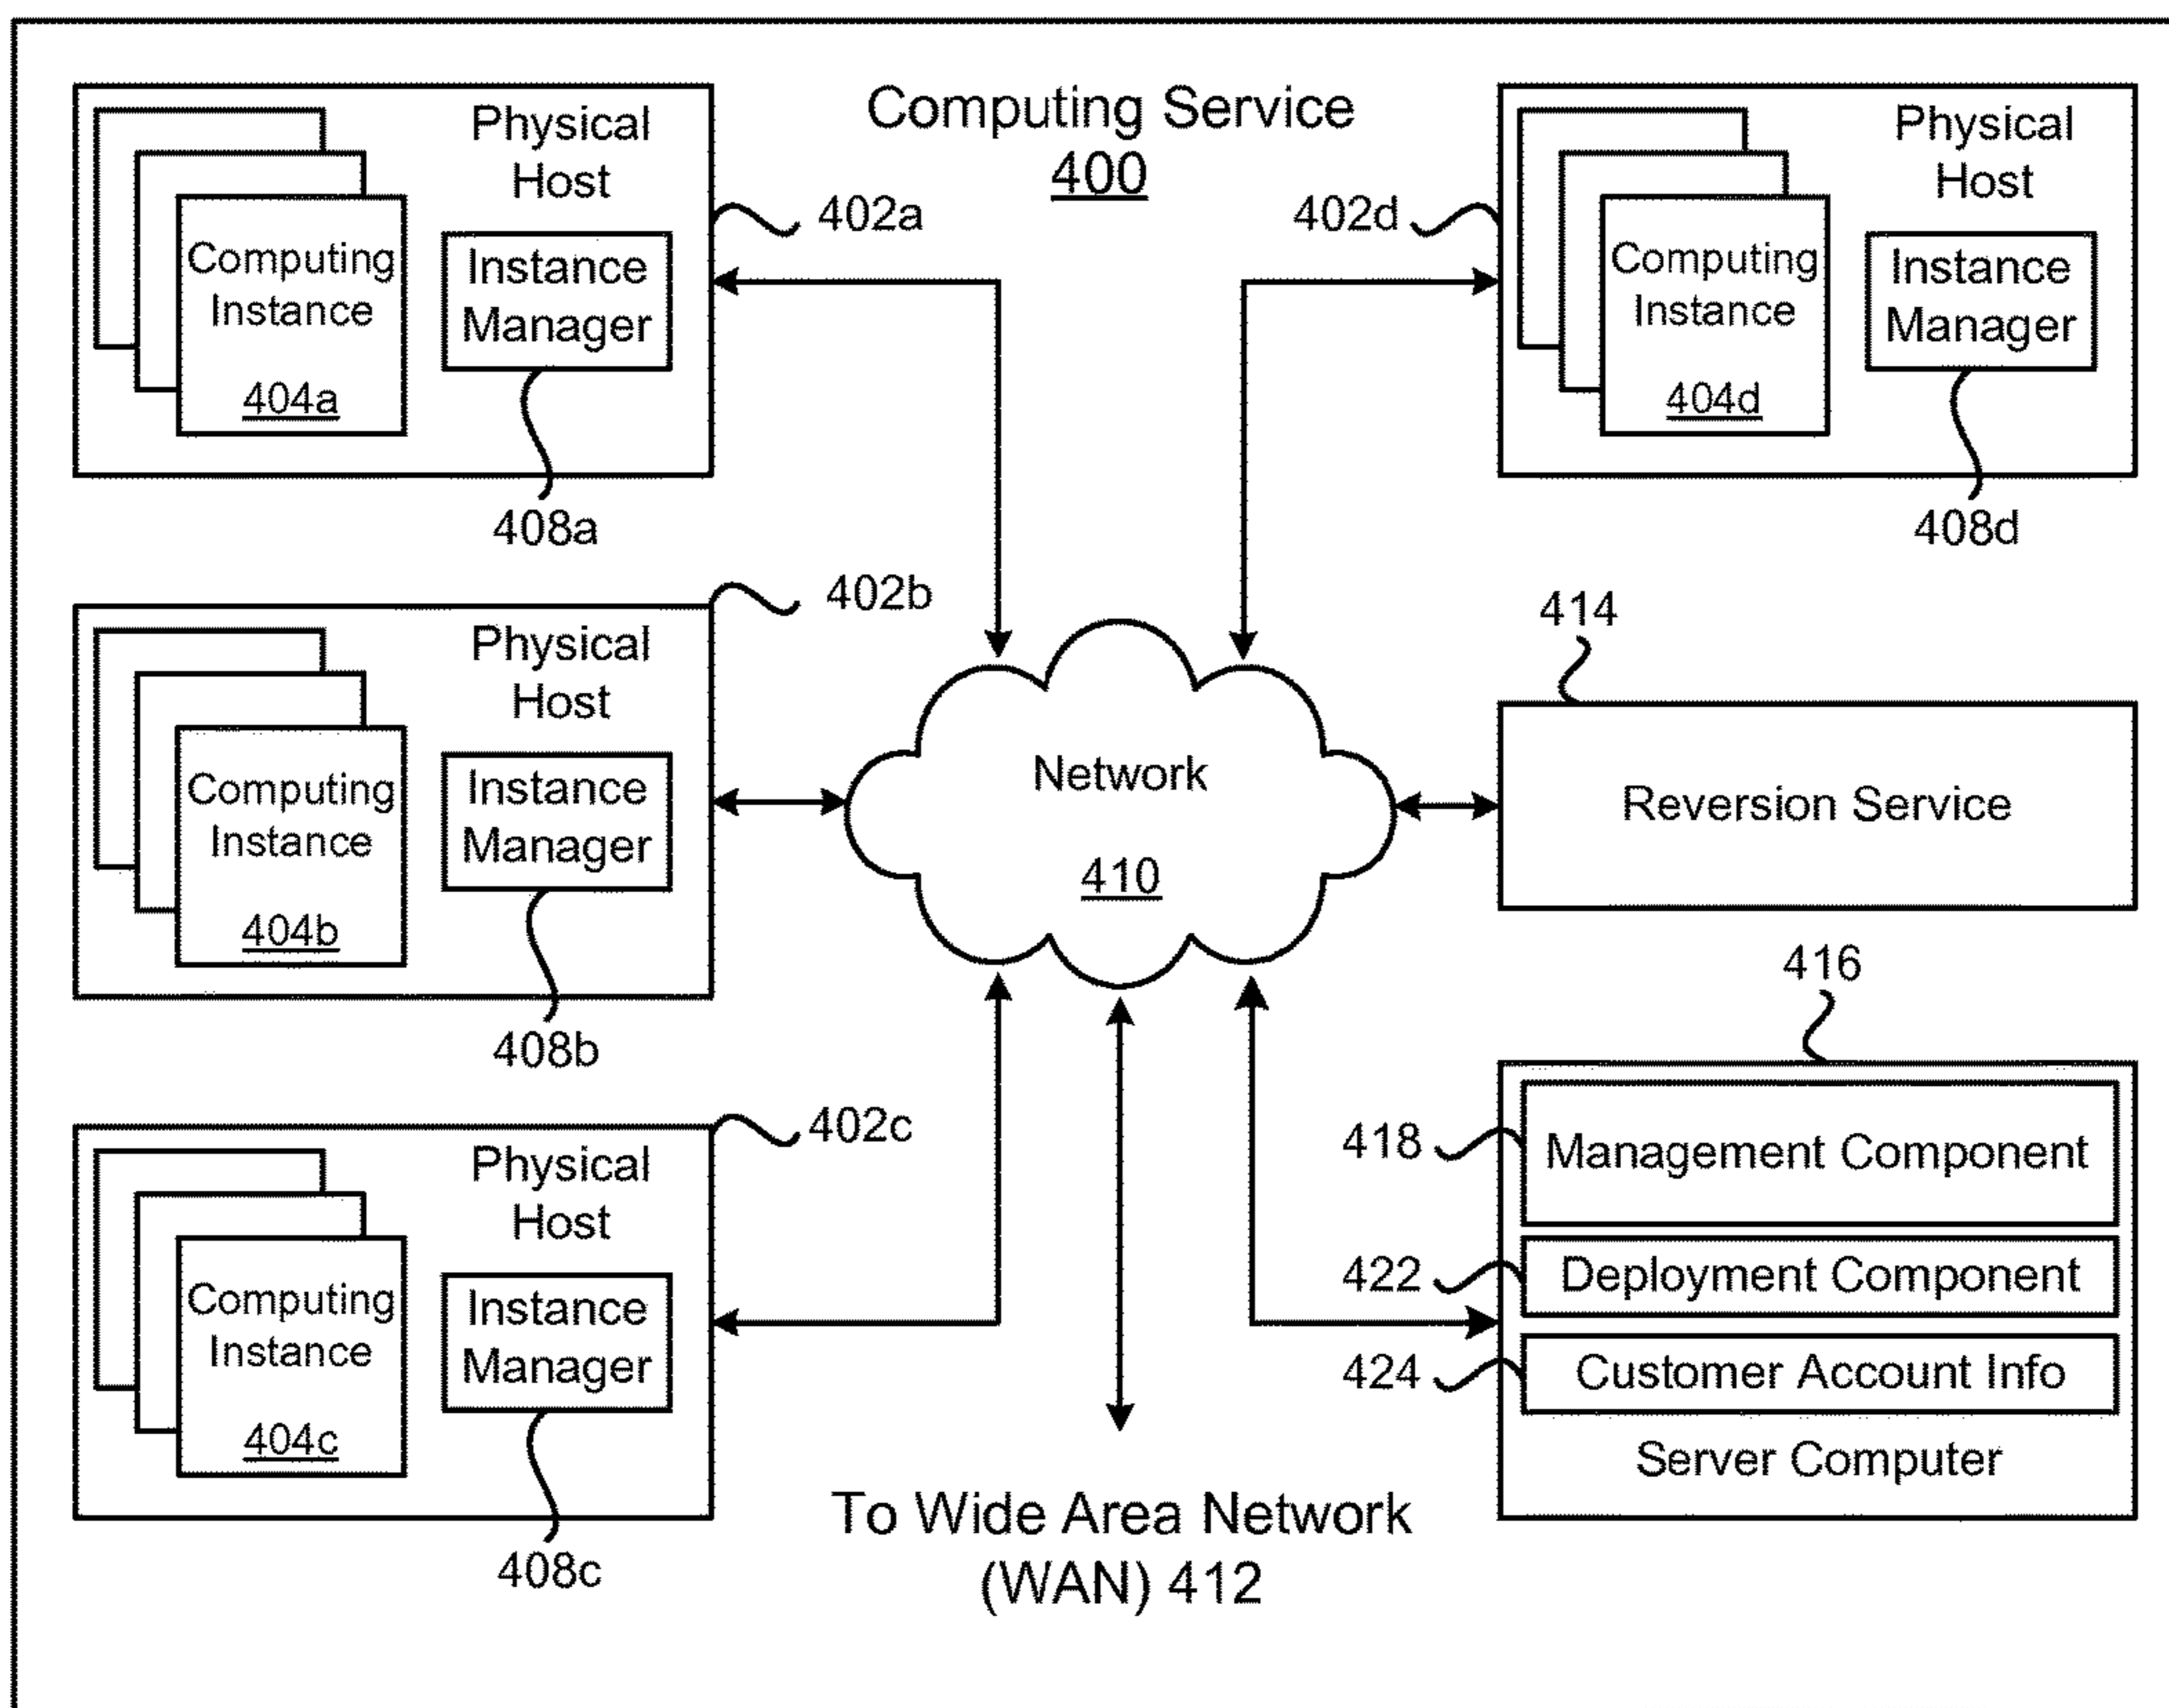 Computing Service
400
Physical
Host
Computing
Instance
404a
Instance
Manager
402a
408a
Physical
Host
Computing
Instance
404d
Instance
Manager
402d
408d
Physical
Host
Computing
Instance
404b
Instance
Manager
402b
408b
Network
410
414
Reversion Service
Physical
Host
Computing
Instance
404c
Instance
Manager
402c
408c
416
418
Management Component
422
Deployment Component
424
Customer Account Info
Server Computer
To Wide Area Network
(WAN) 412